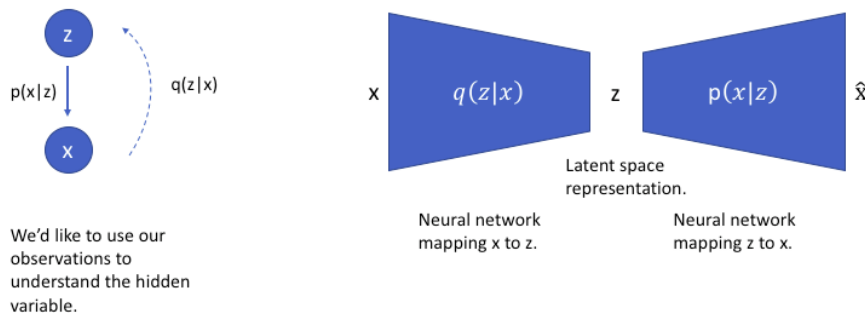 z
p(x|z)
q(z|x)
x
We'd like to use our
observations to
understand the hidden
variable.
x
q(z|x)
z
p(x|z)
x̂
Latent space
representation.
Neural network
mapping x to z.
Neural network
mapping z to x.